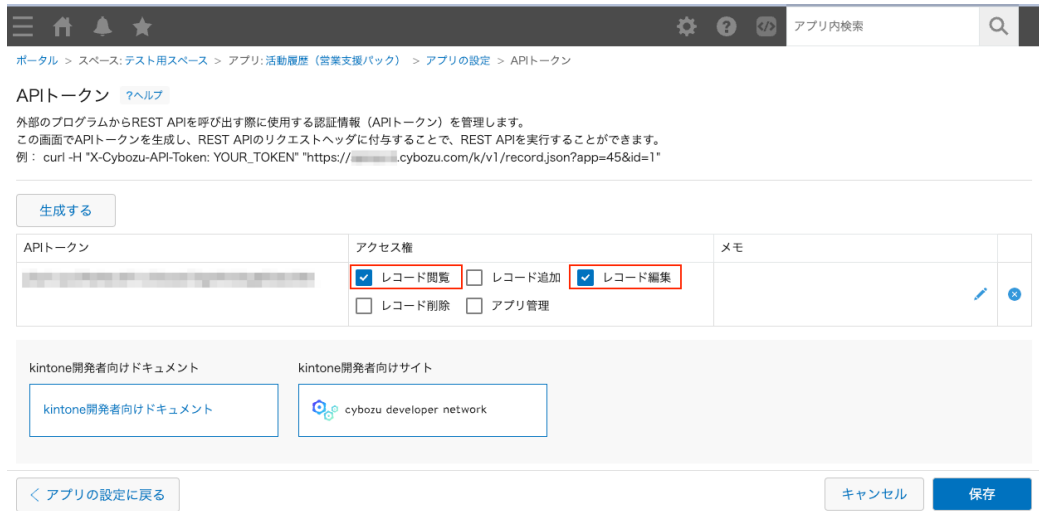 アプリ内検索
ポータル > スペース: テスト用スペース > アプリ: 活動履歴（営業支援パック） > アプリの設定 > APIトークン
APIトークン ?ヘルプ
外部のプログラムからREST APIを呼び出す際に使用する認証情報（APIトークン）を管理します。
この画面でAPIトークンを生成し、REST APIのリクエストヘッダに付与することで、REST APIを実行することができます。
例： curl -H "X-Cybozu-API-Token: YOUR_TOKEN" "https://.cybozu.com/k/v1/record.json?app=45&id=1"
生成する
APIトークン アクセス権 メモ
レコード閲覧 レコード追加 レコード編集
レコード削除 アプリ管理
kintone開発者向けドキュメント kintone開発者向けサイト
kintone開発者向けドキュメント cybozu developer network
アプリの設定に戻る キャンセル 保存